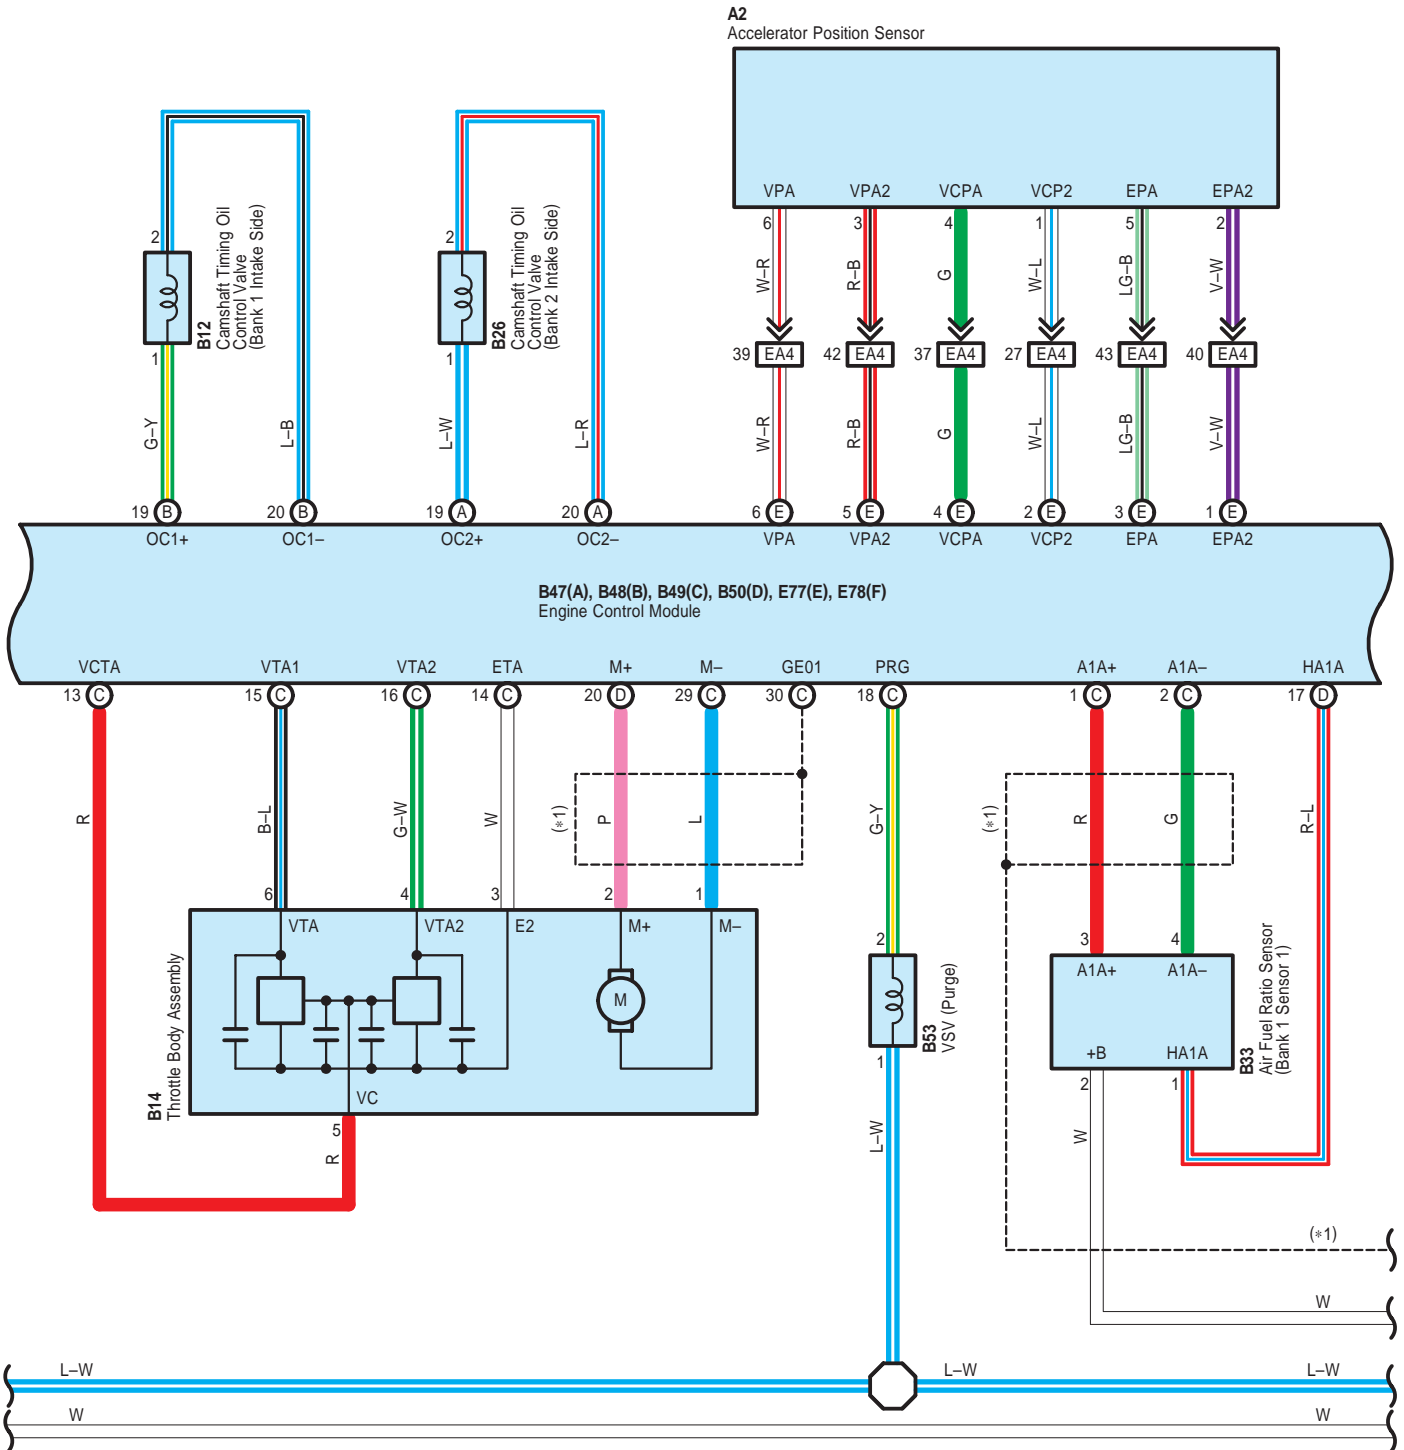 A2
Accelerator Position Sensor
VPA VPA2 VCPA VCP2 EPA EPA2
6 3 4 1 5 2
W–R R–B G W–L LG–B V–W
39 EA4 42 EA4 37 EA4 27 EA4 43 EA4 40 EA4
W–R R–B G W–L LG–B V–W
2
B12
Camshaft Timing Oil
Control Valve
(Bank 1 Intake Side)
1
G–Y L–B
2
B26
Camshaft Timing Oil
Control Valve
(Bank 2 Intake Side)
1
L–W L–R
19 B 20 B 19 A 20 A 6 E 5 E 4 E 2 E 3 E 1 E
OC1+ OC1– OC2+ OC2– VPA VPA2 VCPA VCP2 EPA EPA2
B47(A), B48(B), B49(C), B50(D), E77(E), E78(F)
Engine Control Module
VCTA VTA1 VTA2 ETA M+ M– GE01 PRG A1A+ A1A– HA1A
13 C 15 C 16 C 14 C 20 D 29 C 30 C 18 C 1 C 2 C 17 D
R B–L G–W W (*1) P L G–Y (*1) R G R–L
6 4 3 2 1
VTA VTA2 E2 M+ M–
M
VC
B14
Throttle Body Assembly
5
R
2
B53
VSV (Purge)
1
L–W
3 4
A1A+ A1A–
+B HA1A
B33
Air Fuel Ratio Sensor
(Bank 1 Sensor 1)
2 1
W
(*1)
W
L–W L–W L–W
W W